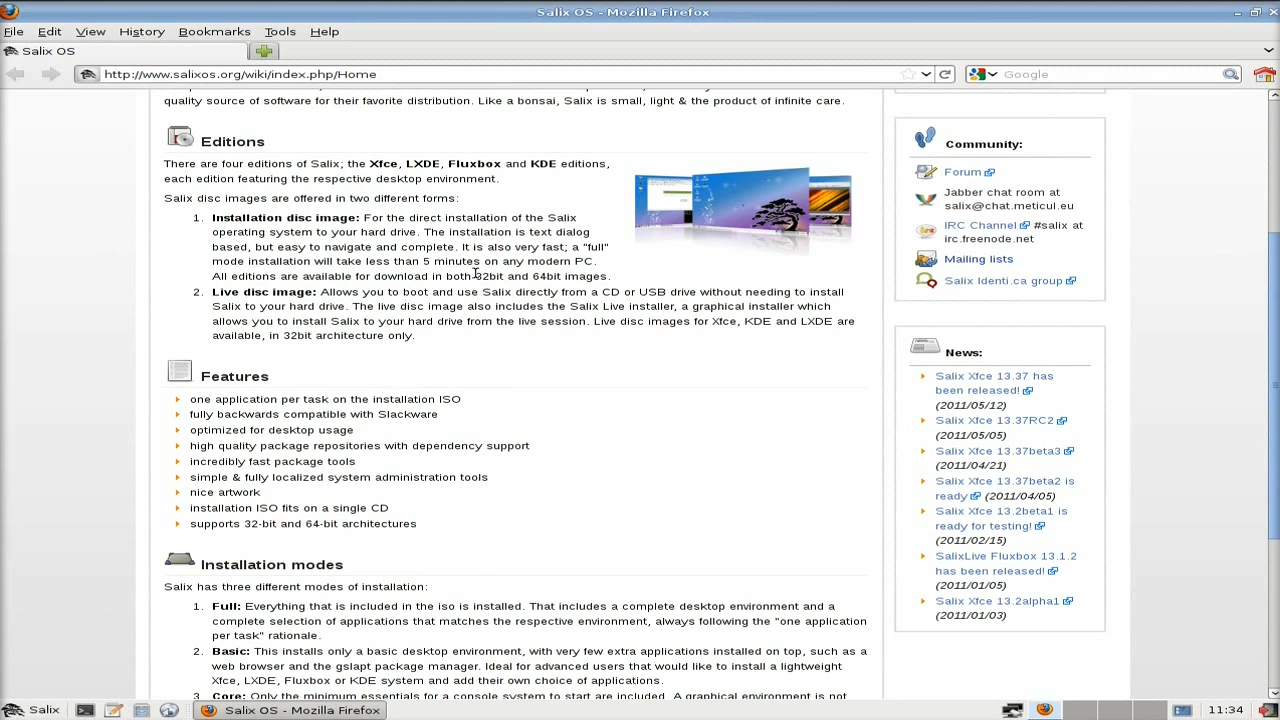 Salix OS - Mozilla Firefox
File Edit View History Bookmarks Tools Help
Salix OS
http://www.salixos.org/wiki/index.php/Home
Google
quality source of software for their favorite distribution. Like a bonsai, Salix is small, light & the product of infinite care.
Editions
There are four editions of Salix; the Xfce, LXDE, Fluxbox and KDE editions,
each edition featuring the respective desktop environment.
Salix disc images are offered in two different forms:
1. Installation disc image: For the direct installation of the Salix
operating system to your hard drive. The installation is text dialog
based, but easy to navigate and complete. It is also very fast; a "full"
mode installation will take less than 5 minutes on any modern PC.
All editions are available for download in both 32bit and 64bit images.
2. Live disc image: Allows you to boot and use Salix directly from a CD or USB drive without needing to install
Salix to your hard drive. The live disc image also includes the Salix Live installer, a graphical installer which
allows you to install Salix to your hard drive from the live session. Live disc images for Xfce, KDE and LXDE are
available, in 32bit architecture only.
Features
one application per task on the installation ISO
fully backwards compatible with Slackware
optimized for desktop usage
high quality package repositories with dependency support
incredibly fast package tools
simple & fully localized system administration tools
nice artwork
installation ISO fits on a single CD
supports 32-bit and 64-bit architectures
Installation modes
Salix has three different modes of installation:
1. Full: Everything that is included in the iso is installed. That includes a complete desktop environment and a
complete selection of applications that matches the respective environment, always following the "one application
per task" rationale.
2. Basic: This installs only a basic desktop environment, with very few extra applications installed on top, such as a
web browser and the gslapt package manager. Ideal for advanced users that would like to install a lightweight
Xfce, LXDE, Fluxbox or KDE system and add their own choice of applications.
3. Core: Only the minimum essentials for a console system to start are included. A graphical environment is not
Community:
Forum
Jabber chat room at
salix@chat.meticul.eu
IRC Channel #salix at
irc.freenode.net
Mailing lists
Salix Identi.ca group
News:
Salix Xfce 13.37 has
been released!
(2011/05/12)
Salix Xfce 13.37RC2
(2011/05/05)
Salix Xfce 13.37beta3
(2011/04/21)
Salix Xfce 13.37beta2 is
ready (2011/04/05)
Salix Xfce 13.2beta1 is
ready for testing!
(2011/02/15)
SalixLive Fluxbox 13.1.2
has been released!
(2011/01/05)
Salix Xfce 13.2alpha1
(2011/01/03)
Salix
Salix OS - Mozilla Firefox
11:34